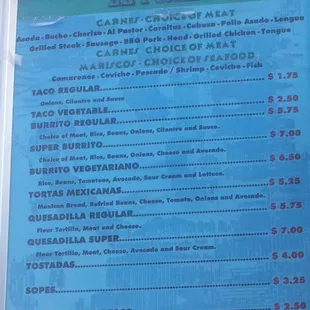 CARNES · CHOICE OF MEAT
Asada · Buche · Chorizo · Al Pastor · Carnitas · Cabeza · Pollo Asado · Lengua
Grilled Steak · Sausage · BBQ Pork · Head · Grilled Chicken · Tongue
CARNES CHOICE OF MEAT
MARISCOS · CHOICE OF SEAFOOD
Camarones · Ceviche · Pescado / Shrimp · Ceviche · Fish
TACO REGULAR $ 1.75
Onions, Cilantro and Sauce
TACO VEGETABLE $ 2.50
BURRITO REGULAR $ 5.75
Choice of Meat, Rice, Beans, Onions, Cilantro and Sauce.
SUPER BURRITO $ 7.00
Choice of Meat, Rice, Beans, Onions, Cheese and Avocado.
BURRITO VEGETARIANO $ 6.50
Rice, Beans, Tomatoes, Avocado, Sour Cream and Lettuce.
TORTAS MEXICANAS $ 5.25
Mexican Bread, Refried Beans, Cheese, Tomato, Onions and Avocado.
QUESADILLA REGULAR $ 5.75
Flour Tortilla, Meat and Cheese.
QUESADILLA SUPER $ 7.00
Flour Tortilla, Meat, Cheese, Avocado and Sour Cream.
TOSTADAS $ 4.00
SOPES $ 3.25
$ 2.50